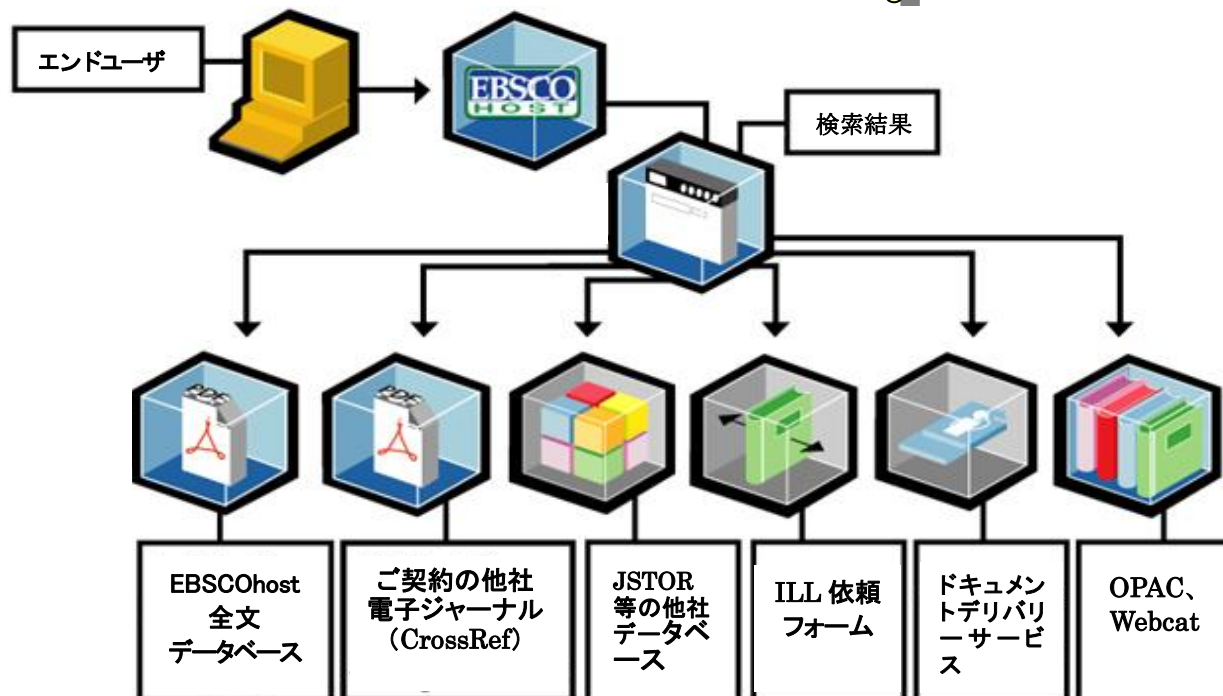 エンドユーザ
EBSCO
HOST
検索結果
PDF
PDF
EBSCOhost
全文
データベース
ご契約の他社
電子ジャーナル
（CrossRef）
JSTOR
等の他社
データベ
ース
ILL 依頼
フォーム
ドキュメン
トデリバリ
ーサービ
ス
OPAC、
Webcat